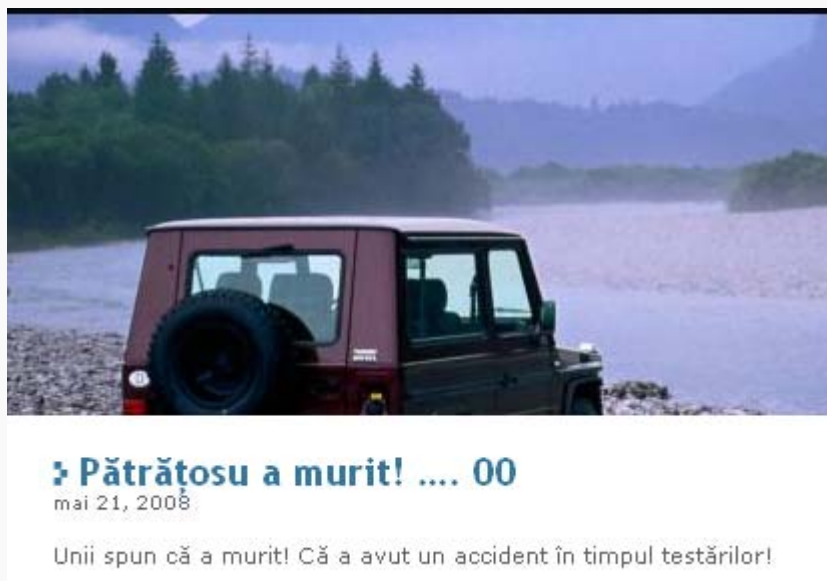 Pătrățosu a murit! .... 00
mai 21, 2008
Unii spun că a murit! Că a avut un accident în timpul testărilor!